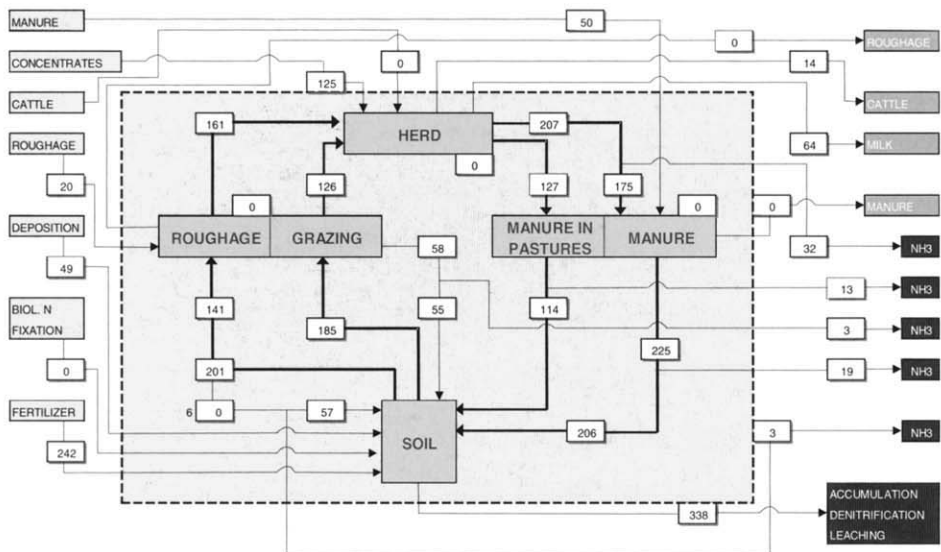 MANURE
50
0
ROUGHAGE
CONCENTRATES
0
14
125
CATTLE
CATTLE
161
HERD
207
64
MILK
ROUGHAGE
0
20
126
127
175
0
0
0
MANURE
DEPOSITION
ROUGHAGE
GRAZING
58
MANURE IN
PASTURES
MANURE
32
NH3
49
13
NH3
BIOL. N
FIXATION
141
185
55
114
3
NH3
225
0
201
19
NH3
FERTILIZER
6
0
57
206
3
NH3
242
SOIL
338
ACCUMULATION
DENITRIFICATION
LEACHING